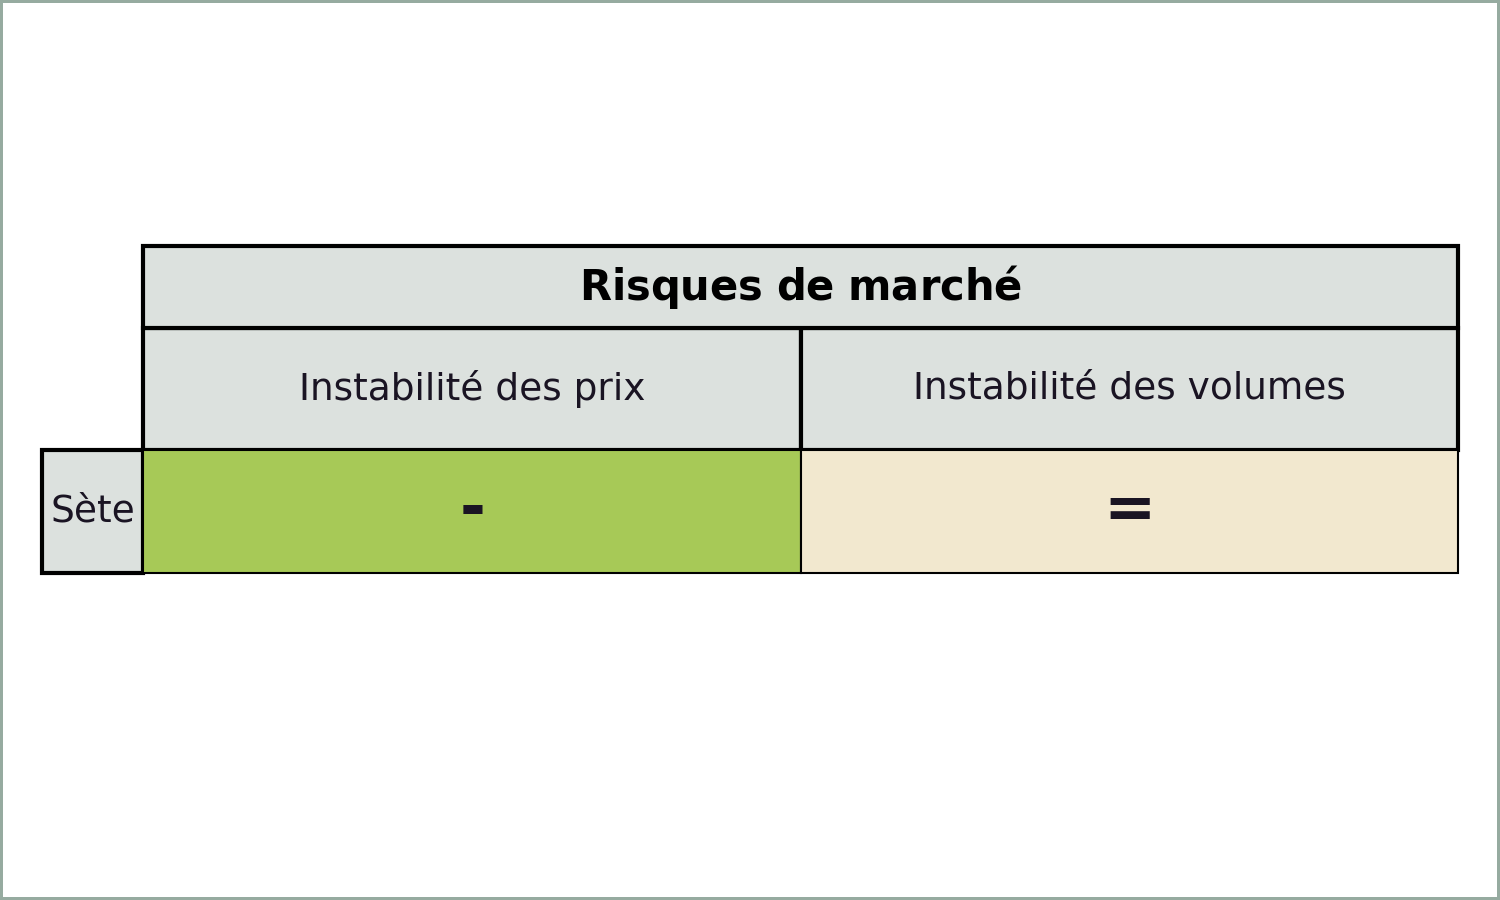 Risques de marché
Instabilité des prix
Instabilité des volumes
Sète
-
=